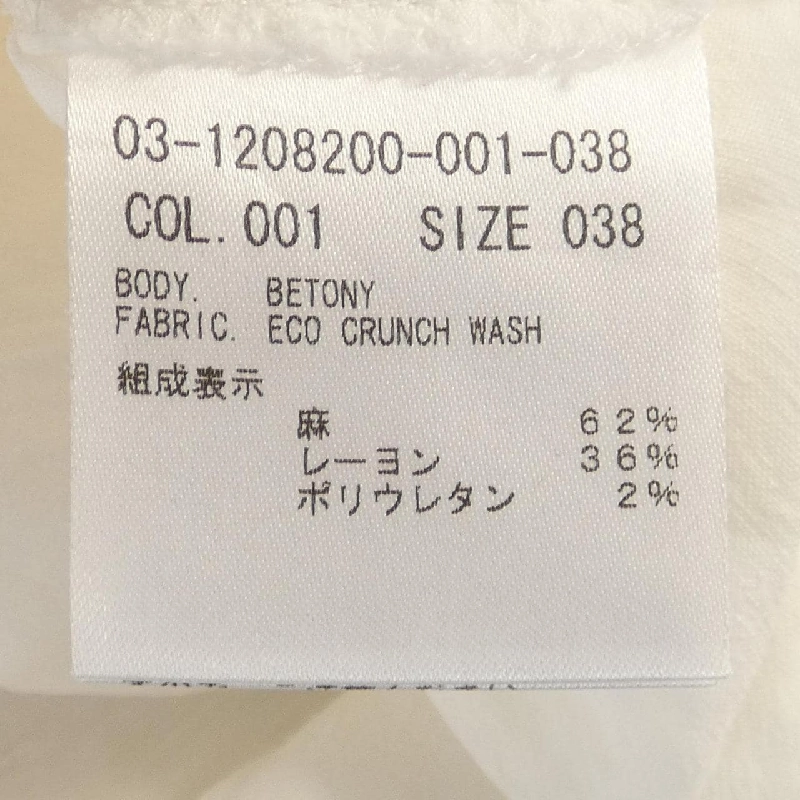 03-1208200-001-038
COL. 001 SIZE 038
BODY. BETONY
FABRIC. ECO CRUNCH WASH
組成表示
麻 62%
レーヨン 36%
ポリウレタン 2%